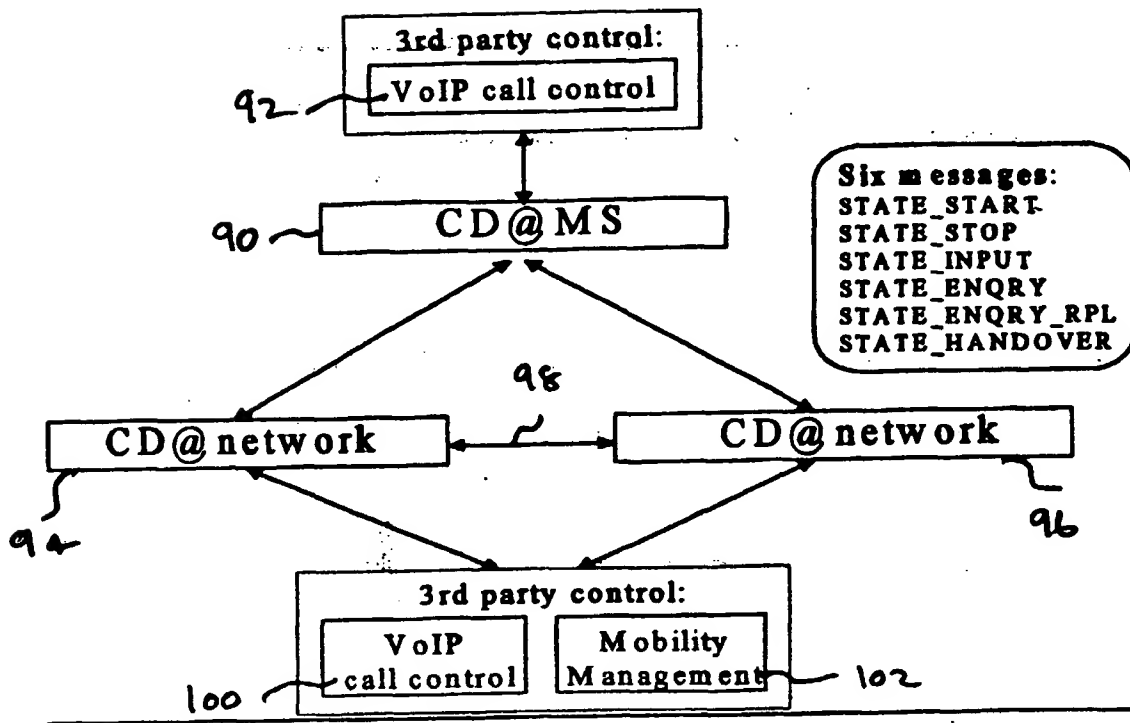 3rd party control:
VoIP call control
92
CD@MS
90
Six messages:
STATE_START
STATE_STOP
STATE_INPUT
STATE_ENQRY
STATE_ENQRY_RPL
STATE_HANDOVER
98
CD@network
CD@network
94
96
3rd party control:
VoIP
call control
Mobility
Management
100
102